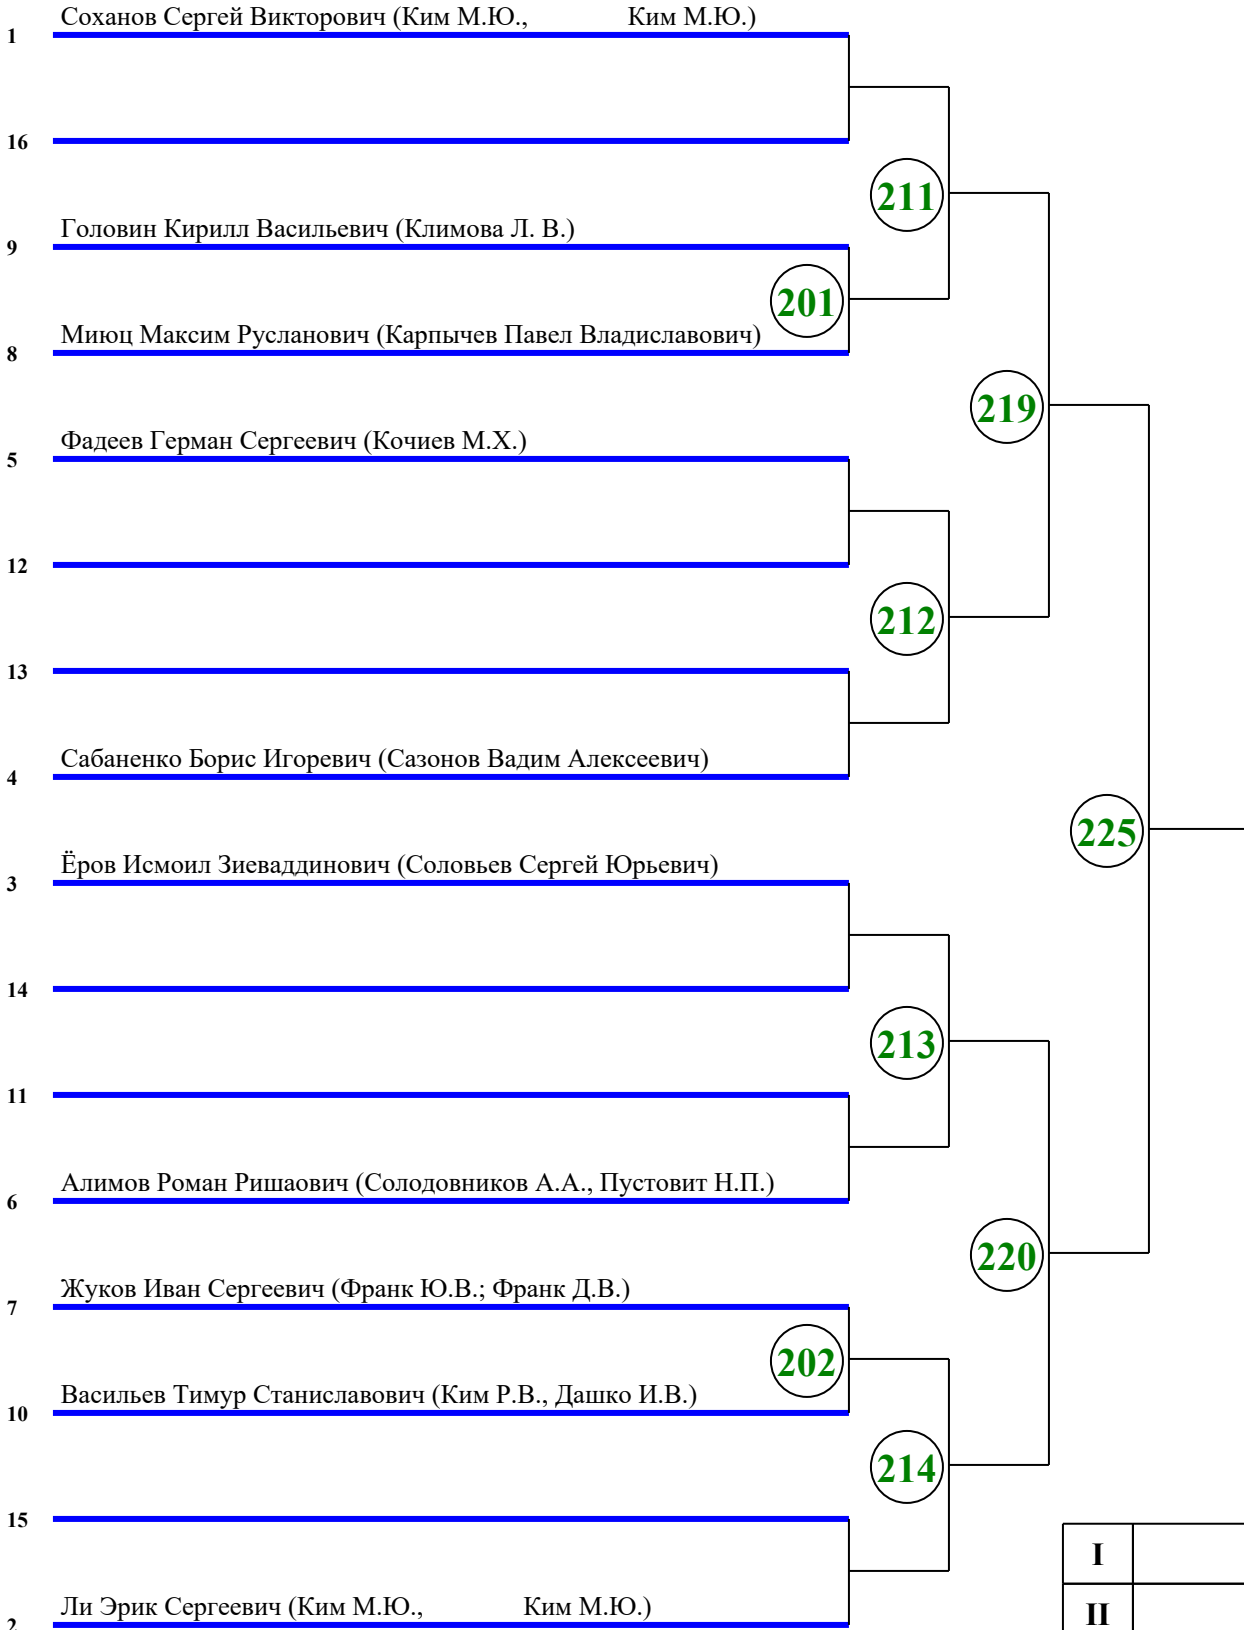 Соханов Сергей Викторович (Ким М.Ю., Ким М.Ю.)
1
16
211
Головин Кирилл Васильевич (Климова Л. В.)
9
201
Миюц Максим Русланович (Карпычев Павел Владиславович)
8
219
Фадеев Герман Сергеевич (Кочиев М.Х.)
5
12
212
13
Сабаненко Борис Игоревич (Сазонов Вадим Алексеевич)
4
225
Ёров Исмоил Зиеваддинович (Соловьев Сергей Юрьевич)
3
14
213
11
Алимов Роман Ришаович (Солодовников А.А., Пустовит Н.П.)
6
220
Жуков Иван Сергеевич (Франк Ю.В.; Франк Д.В.)
7
202
Васильев Тимур Станиславович (Ким Р.В., Дашко И.В.)
10
214
15
I
Ли Эрик Сергеевич (Ким М.Ю., Ким М.Ю.)
II
2